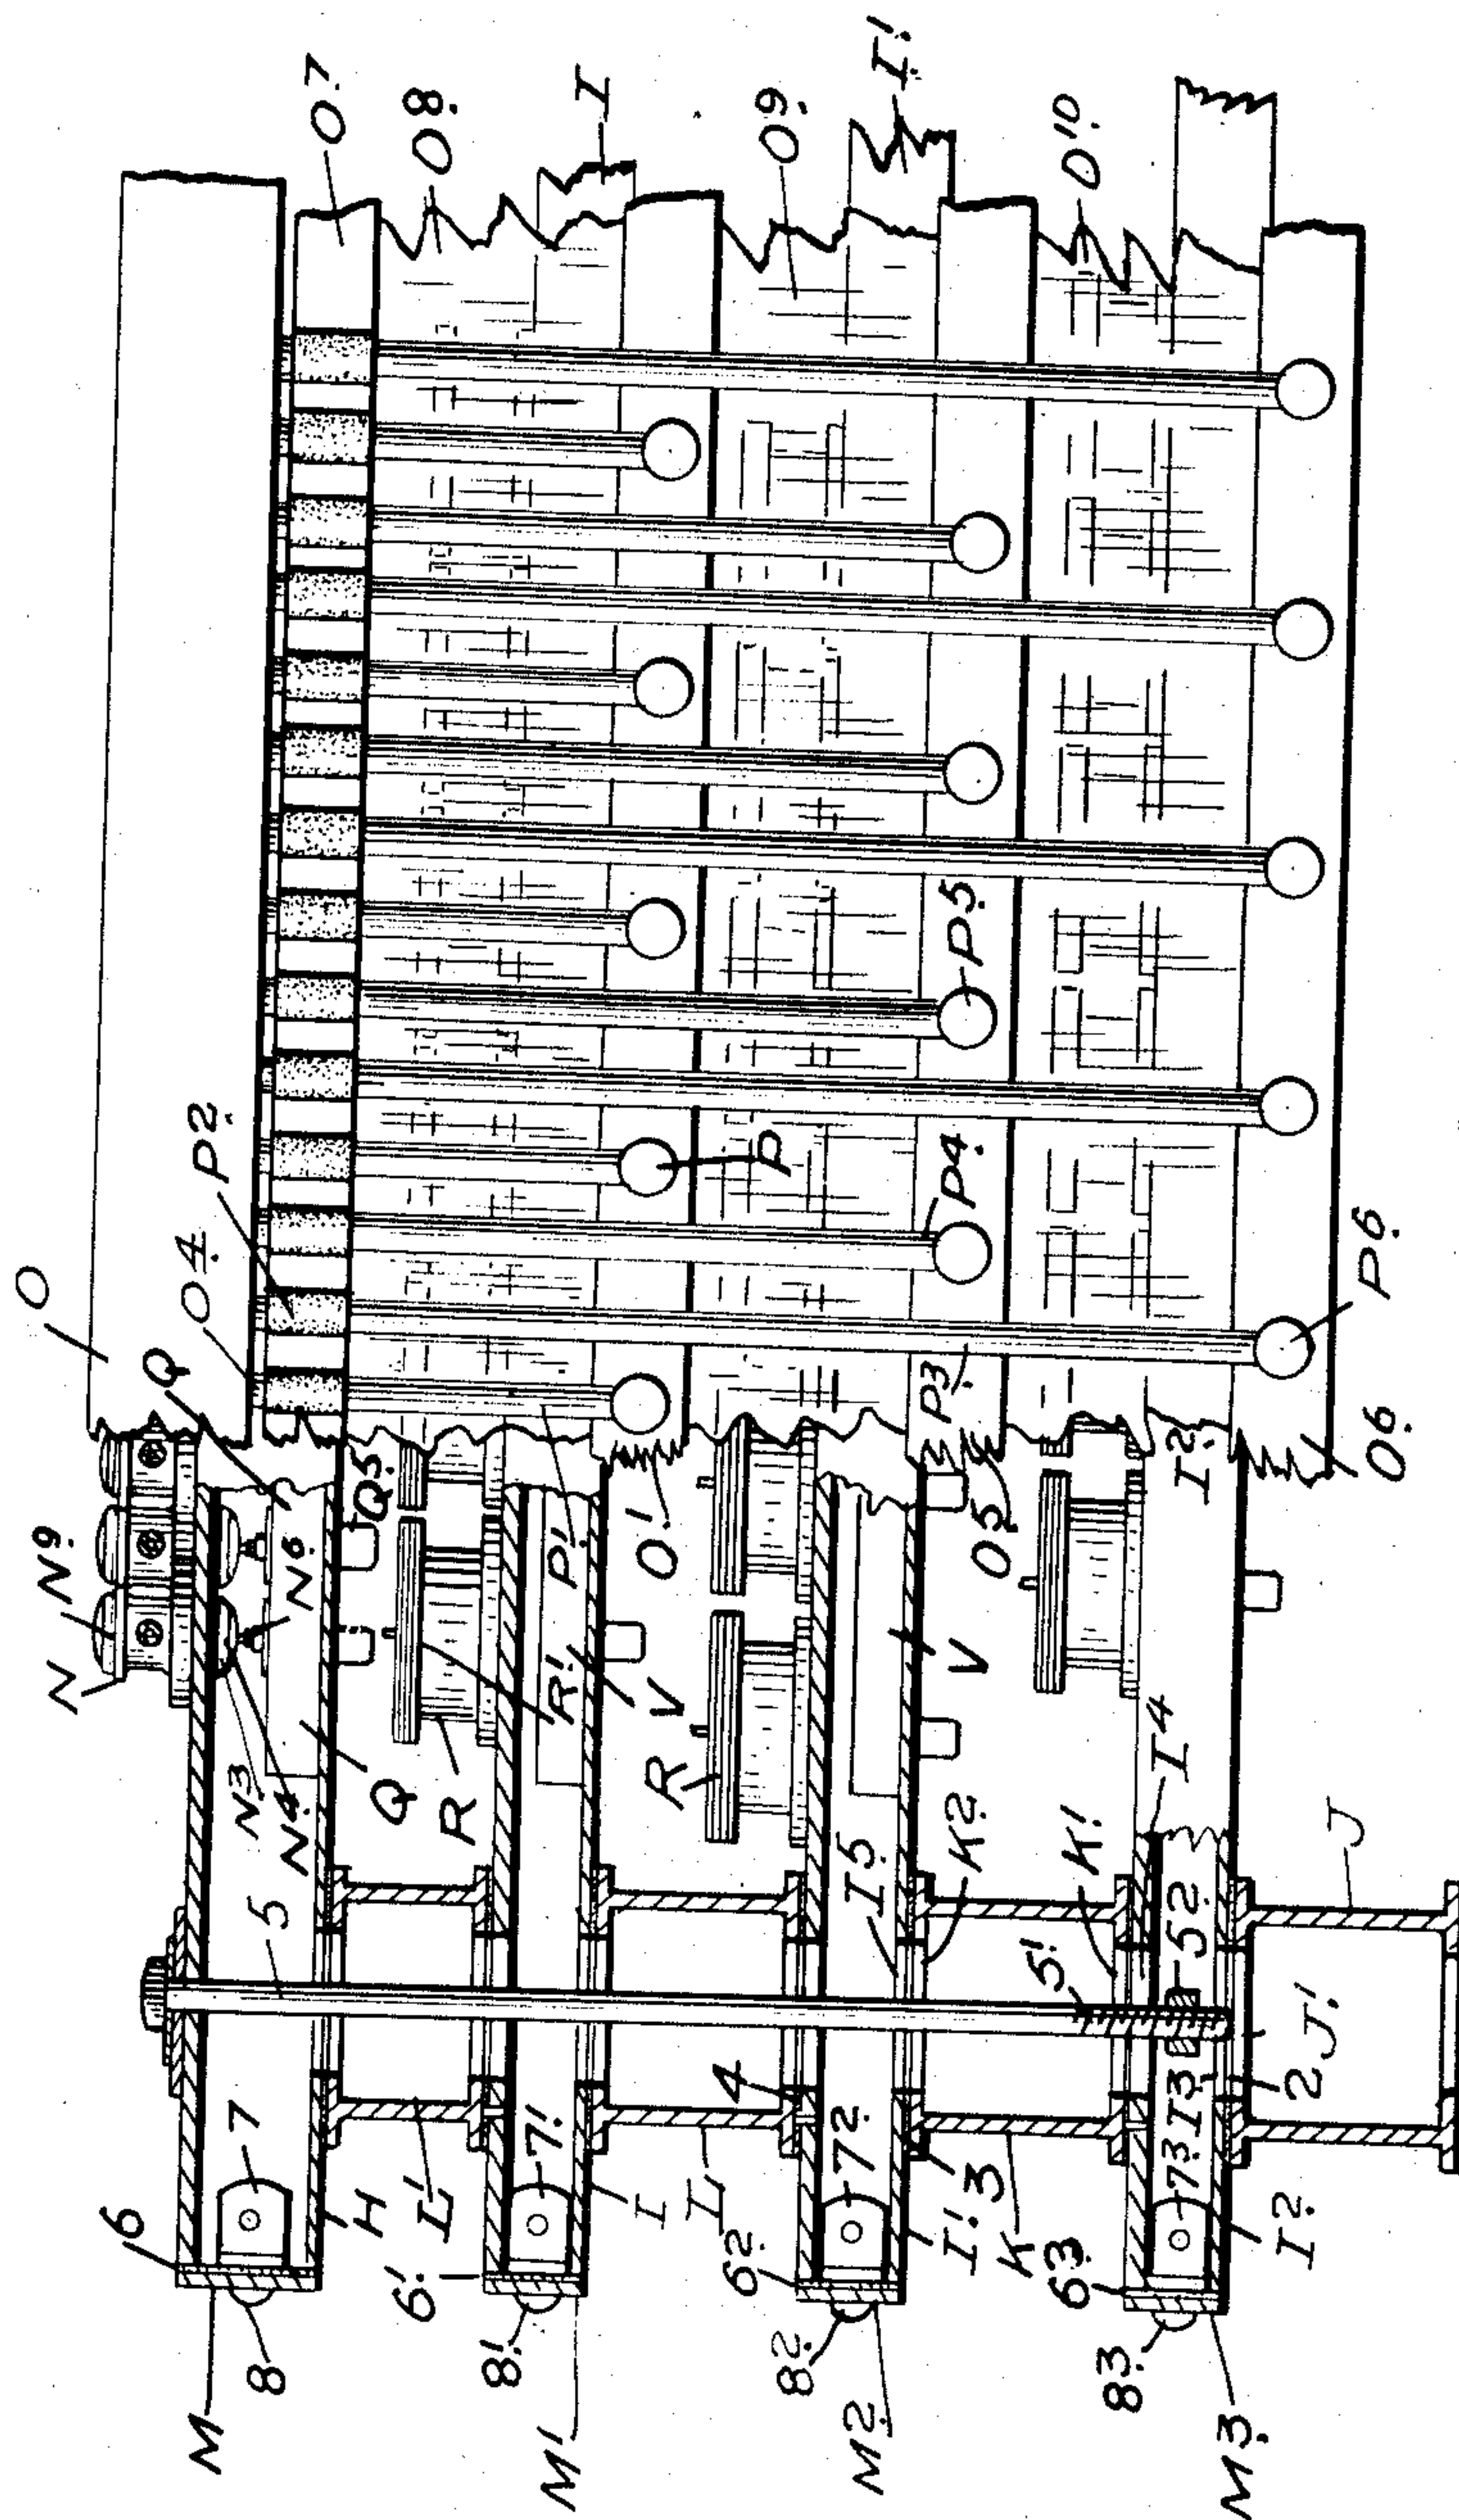 O
O7.
O8.
I
O9.
I'.
O10.
P2.
O4.
Q
N9.
N
N6.
Q5.
N3
N4.
Q
R
R'.
P'.
O'.
V
R
P
P4.
P5.
P3
O5.
V
I2.
P6.
O6.
I4
I5
K2.
K'.
J
5
5'.
52
J'.
2
I3
4
7
7'.
72.
73.
6
H
L'
6'.
I
L
62.
I'.
3
K
63.
I2.
M
8
8'.
M'
82.
M2.
83.
M3.